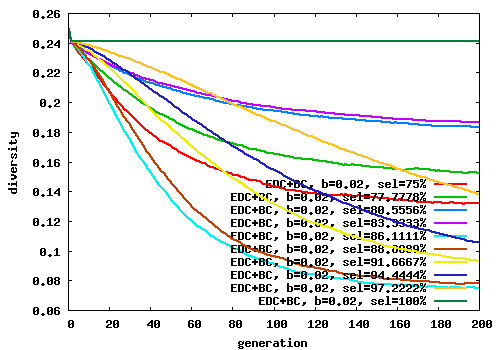 0.26
0.24
0.22
0.2
0.18
0.16
0.14
0.12
0.1
0.08
0.06
diversity
EDC+BC, b=0.02, sel=75%
EDC+BC, b=0.02, sel=77.7778%
EDC+BC, b=0.02, sel=80.5556%
EDC+BC, b=0.02, sel=83.3333%
EDC+BC, b=0.02, sel=86.1111%
EDC+BC, b=0.02, sel=88.8889%
EDC+BC, b=0.02, sel=91.6667%
EDC+BC, b=0.02, sel=94.4444%
EDC+BC, b=0.02, sel=97.2222%
EDC+BC, b=0.02, sel=100%
0 20 40 60 80 100 120 140 160 180 200
generation